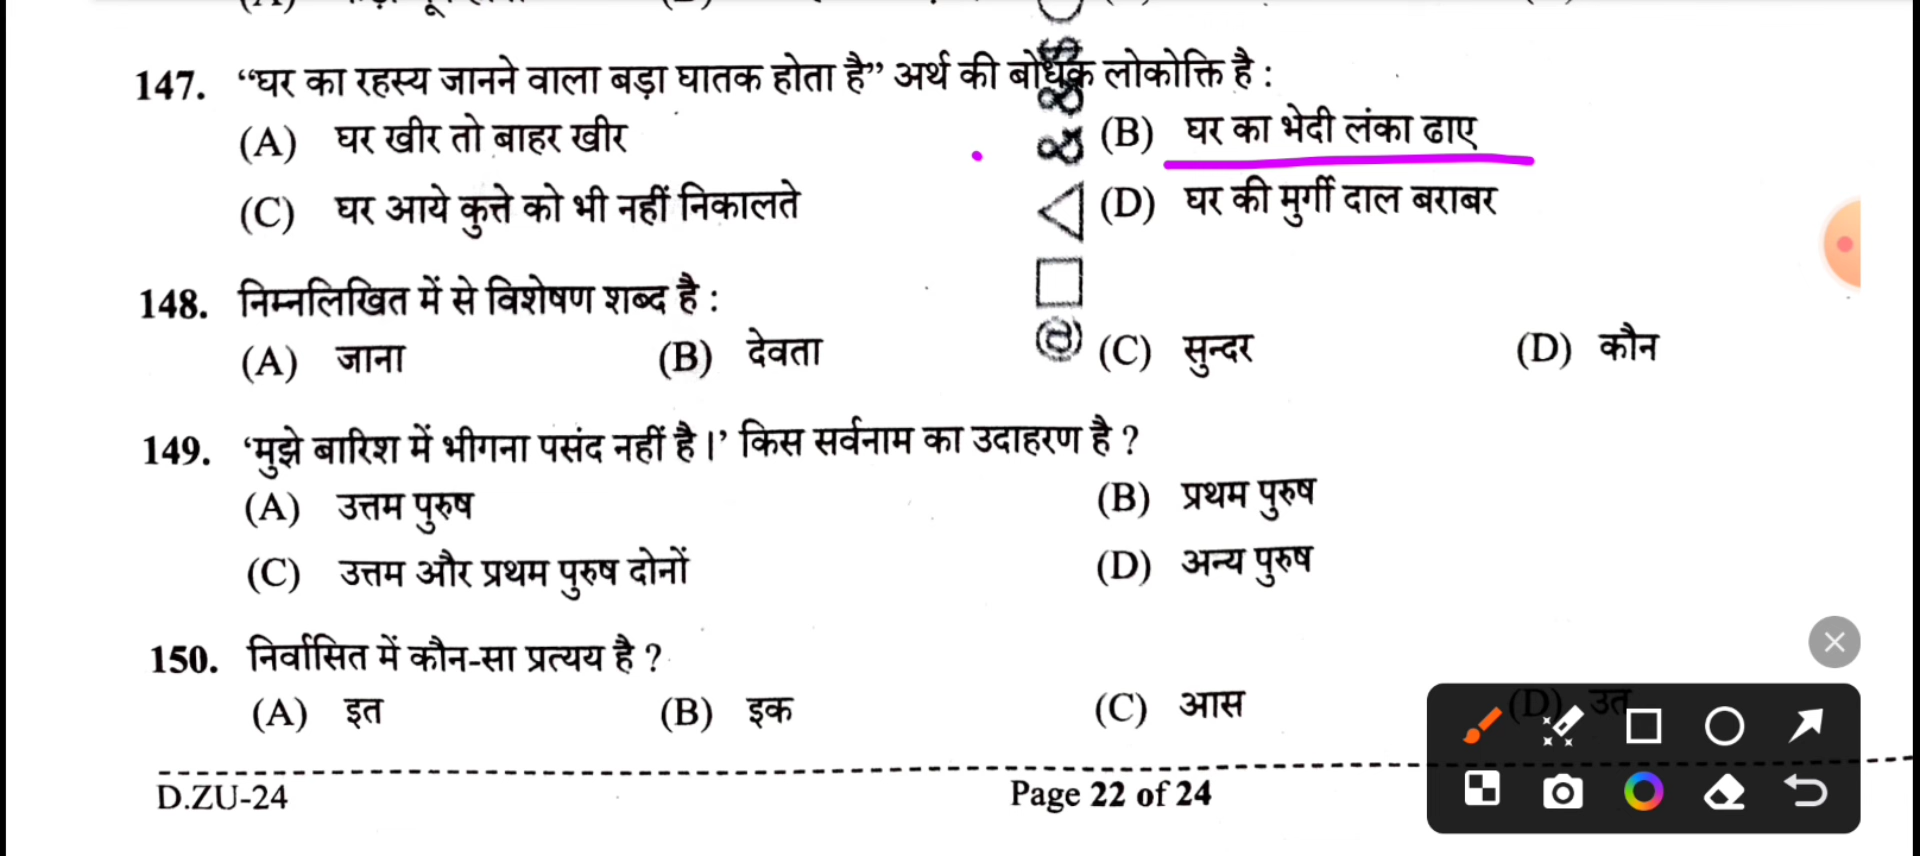 147. “घर का रहस्य जानने वाला बड़ा घातक होता है” अर्थ की बोधक लोकोक्ति है :
(A) घर खीर तो बाहर खीर (B) घर का भेदी लंका ढाए
(C) घर आये कुत्ते को भी नहीं निकालते (D) घर की मुर्गी दाल बराबर
148. निम्नलिखित में से विशेषण शब्द है :
(A) जाना (B) देवता (C) सुन्दर (D) कौन
149. ‘मुझे बारिश में भीगना पसंद नहीं है।’ किस सर्वनाम का उदाहरण है ?
(A) उत्तम पुरुष (B) प्रथम पुरुष
(C) उत्तम और प्रथम पुरुष दोनों (D) अन्य पुरुष
150. निर्वासित में कौन-सा प्रत्यय है ?
(A) इत (B) इक (C) आस (D) उत
D.ZU-24 Page 22 of 24